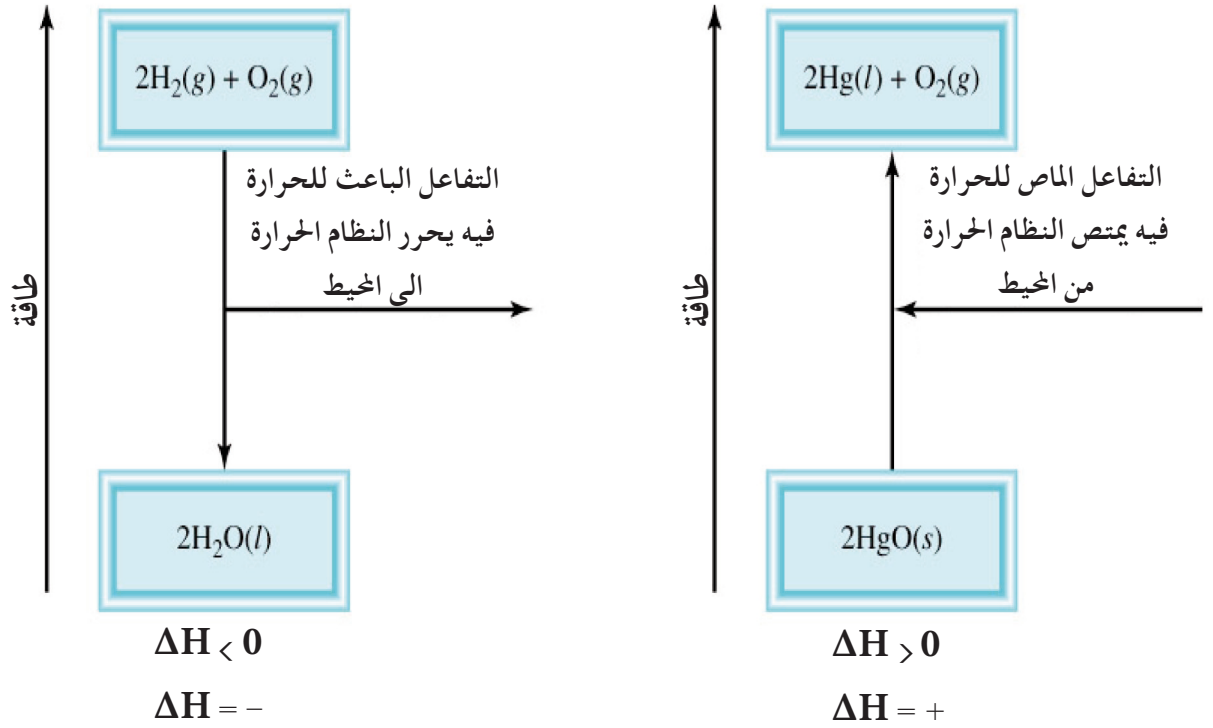 2H₂(g) + O₂(g)
التفاعل الباعث للحرارة
فيه يحرر النظام الحرارة
الى المحيط
طاقة
2H₂O(l)
ΔH < 0
ΔH = −
2Hg(l) + O₂(g)
التفاعل الماص للحرارة
فيه يمتص النظام الحرارة
من المحيط
طاقة
2HgO(s)
ΔH > 0
ΔH = +